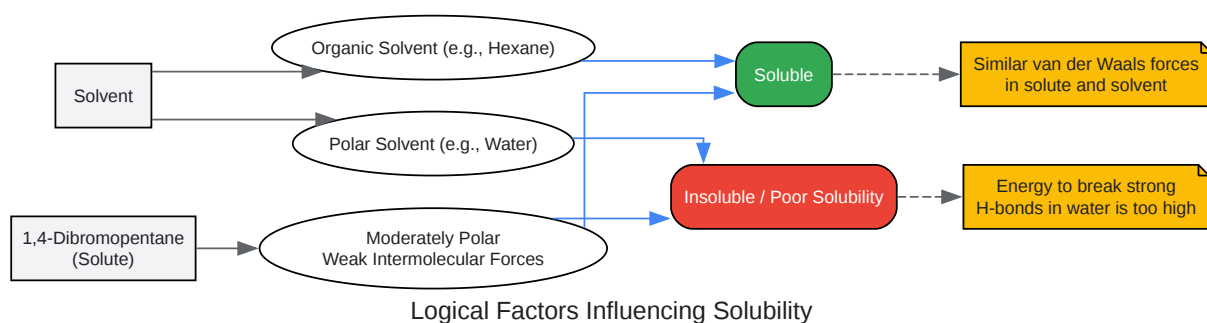 Organic Solvent (e.g., Hexane)
Solvent
Polar Solvent (e.g., Water)
1,4-Dibromopentane
(Solute)
Moderately Polar
Weak Intermolecular Forces
Soluble
Insoluble / Poor Solubility
Similar van der Waals forces
in solute and solvent
Energy to break strong
H-bonds in water is too high
Logical Factors Influencing Solubility